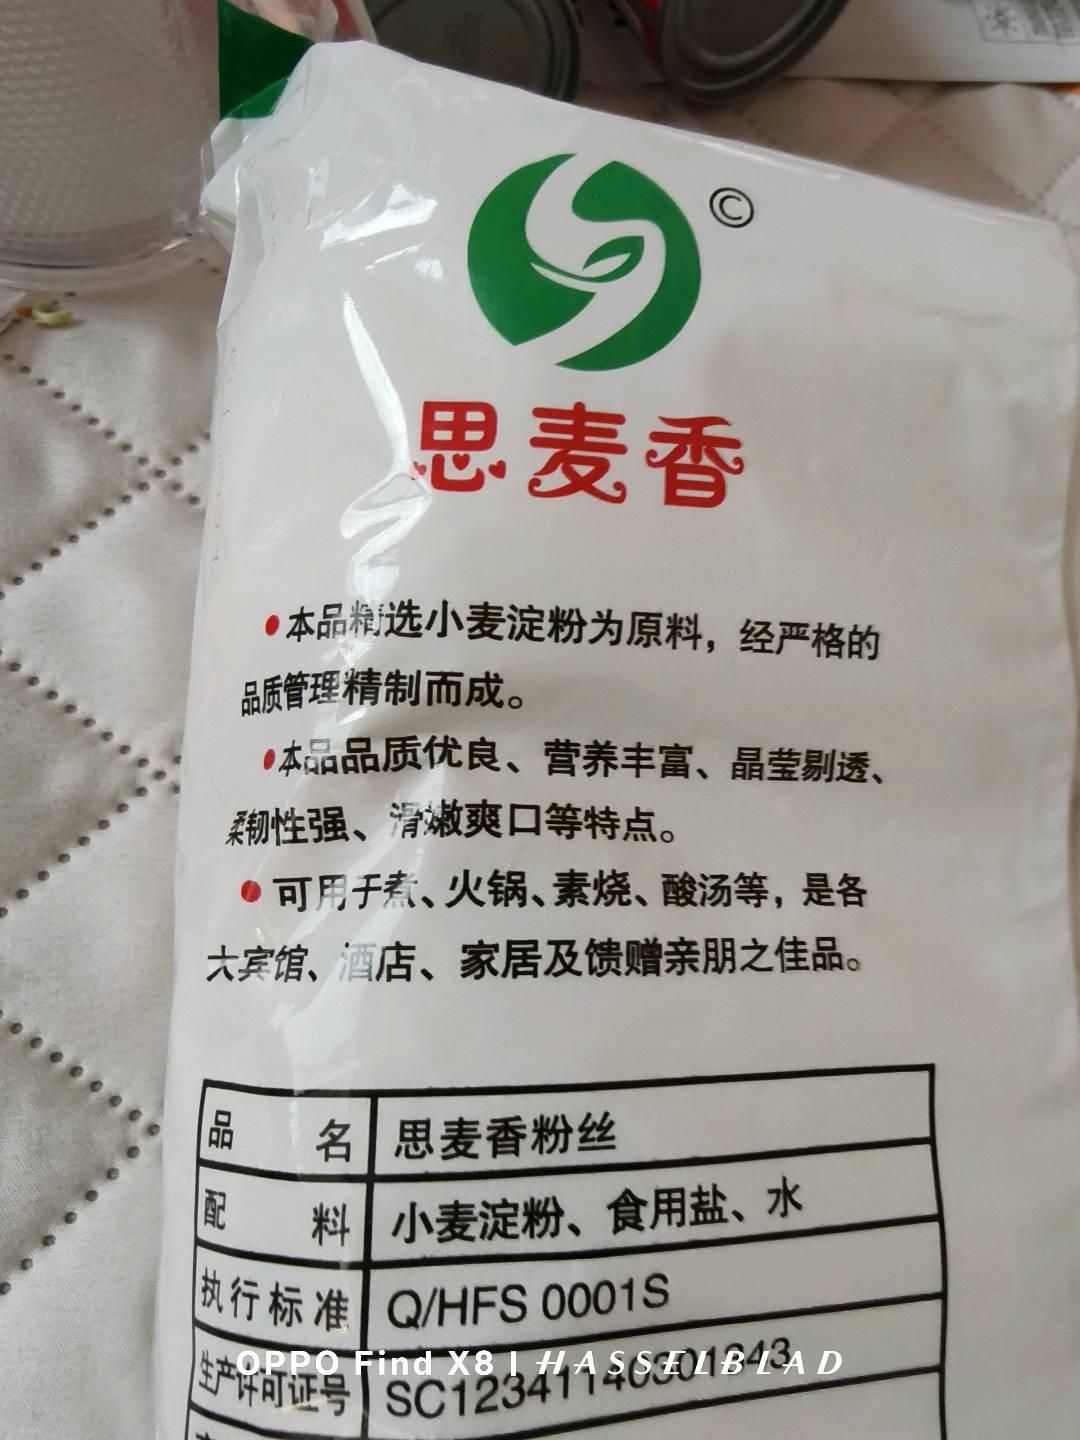 ©
思麦香
•本品精选小麦淀粉为原料，经严格的
品质管理精制而成。
•本品品质优良、营养丰富、晶莹剔透、
柔韧性强、滑嫩爽口等特点。
•可用于煮、火锅、素烧、酸汤等，是各
大宾馆、酒店、家居及馈赠亲朋之佳品。
品名 思麦香粉丝
配料 小麦淀粉、食用盐、水
执行标准 Q/HFS 0001S
生产许可证号
OPPO Find X8 | HASSELBLAD